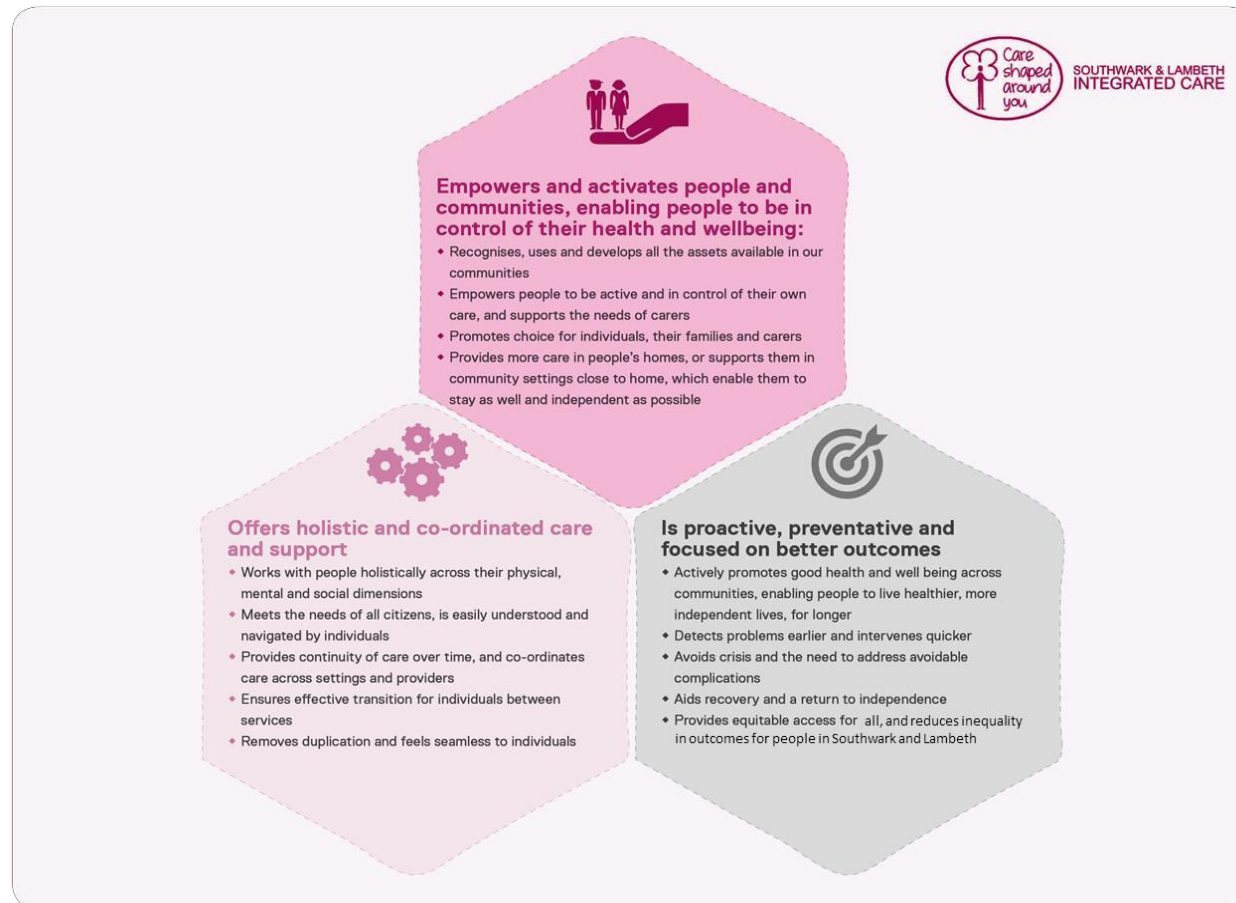 Care
shaped
around
you
SOUTHWARK & LAMBETH
INTEGRATED CARE
Empowers and activates people and
communities, enabling people to be in
control of their health and wellbeing:
◆ Recognises, uses and develops all the assets available in our
communities
◆ Empowers people to be active and in control of their own
care, and supports the needs of carers
◆ Promotes choice for individuals, their families and carers
◆ Provides more care in people's homes, or supports them in
community settings close to home, which enable them to
stay as well and independent as possible
Offers holistic and co-ordinated care
and support
◆ Works with people holistically across their physical,
mental and social dimensions
◆ Meets the needs of all citizens, is easily understood and
navigated by individuals
◆ Provides continuity of care over time, and co-ordinates
care across settings and providers
◆ Ensures effective transition for individuals between
services
◆ Removes duplication and feels seamless to individuals
Is proactive, preventative and
focused on better outcomes
◆ Actively promotes good health and well being across
communities, enabling people to live healthier, more
independent lives, for longer
◆ Detects problems earlier and intervenes quicker
◆ Avoids crisis and the need to address avoidable
complications
◆ Aids recovery and a return to independence
◆ Provides equitable access for all, and reduces inequality
in outcomes for people in Southwark and Lambeth